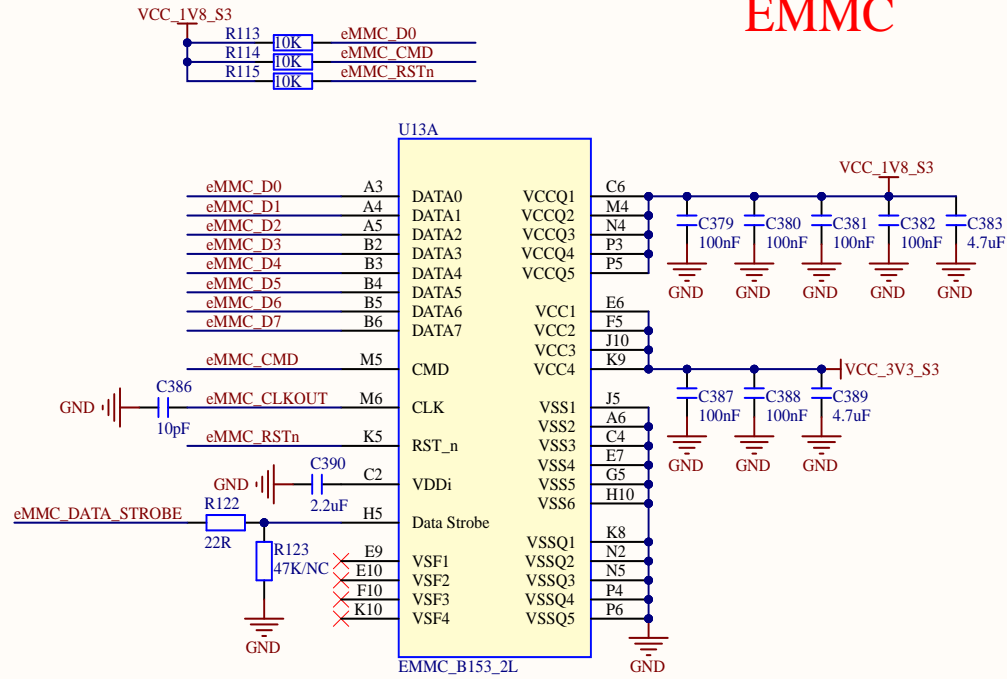 EMMC
VCC_1V8_S3
R113 10K eMMC_D0
R114 10K eMMC_CMD
R115 10K eMMC_RSTn
U13A
eMMC_D0 A3 DATA0
eMMC_D1 A4 DATA1
eMMC_D2 A5 DATA2
eMMC_D3 B2 DATA3
eMMC_D4 B3 DATA4
eMMC_D5 B4 DATA5
eMMC_D6 B5 DATA6
eMMC_D7 B6 DATA7
eMMC_CMD M5 CMD
C386
GND eMMC_CLKOUT M6 CLK
10pF
eMMC_RSTn K5 RST_n
C390
GND C2 VDDi
2.2uF
R122
eMMC_DATA_STROBE H5 Data Strobe
22R
R123
47K/NC
GND
E9 VSF1
E10 VSF2
F10 VSF3
K10 VSF4
VCCQ1 C6
VCCQ2 M4
VCCQ3 N4
VCCQ4 P3
VCCQ5 P5
VCC_1V8_S3
C379 C380 C381 C382 C383
100nF 100nF 100nF 100nF 4.7uF
GND GND GND GND GND
VCC1 E6
VCC2 F5
VCC3 J10
VCC4 K9
VCC_3V3_S3
C387 C388 C389
100nF 100nF 4.7uF
GND GND GND
VSS1 J5
VSS2 A6
VSS3 C4
VSS4 E7
VSS5 G5
VSS6 H10
VSSQ1 K8
VSSQ2 N2
VSSQ3 N5
VSSQ4 P4
VSSQ5 P6
GND
EMMC_B153_2L